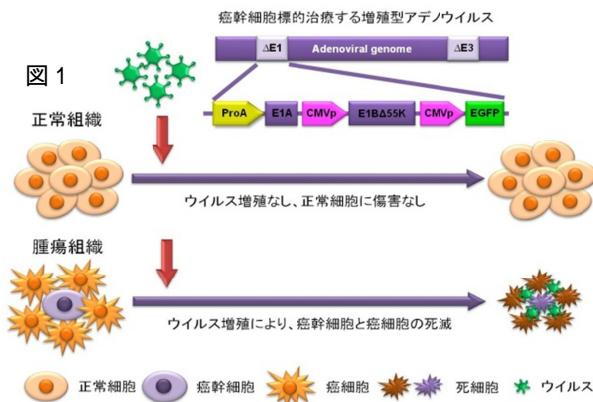 癌幹細胞標的治療する増殖型アデノウイルス
ΔE1 Adenoviral genome ΔE3
図 1
ProA E1A CMVp E1BΔ55K CMVp EGFP
正常組織
ウイルス増殖なし、正常細胞に傷害なし
腫瘍組織
ウイルス増殖により、癌幹細胞と癌細胞の死滅
正常細胞 癌幹細胞 癌細胞 死細胞 ウイルス